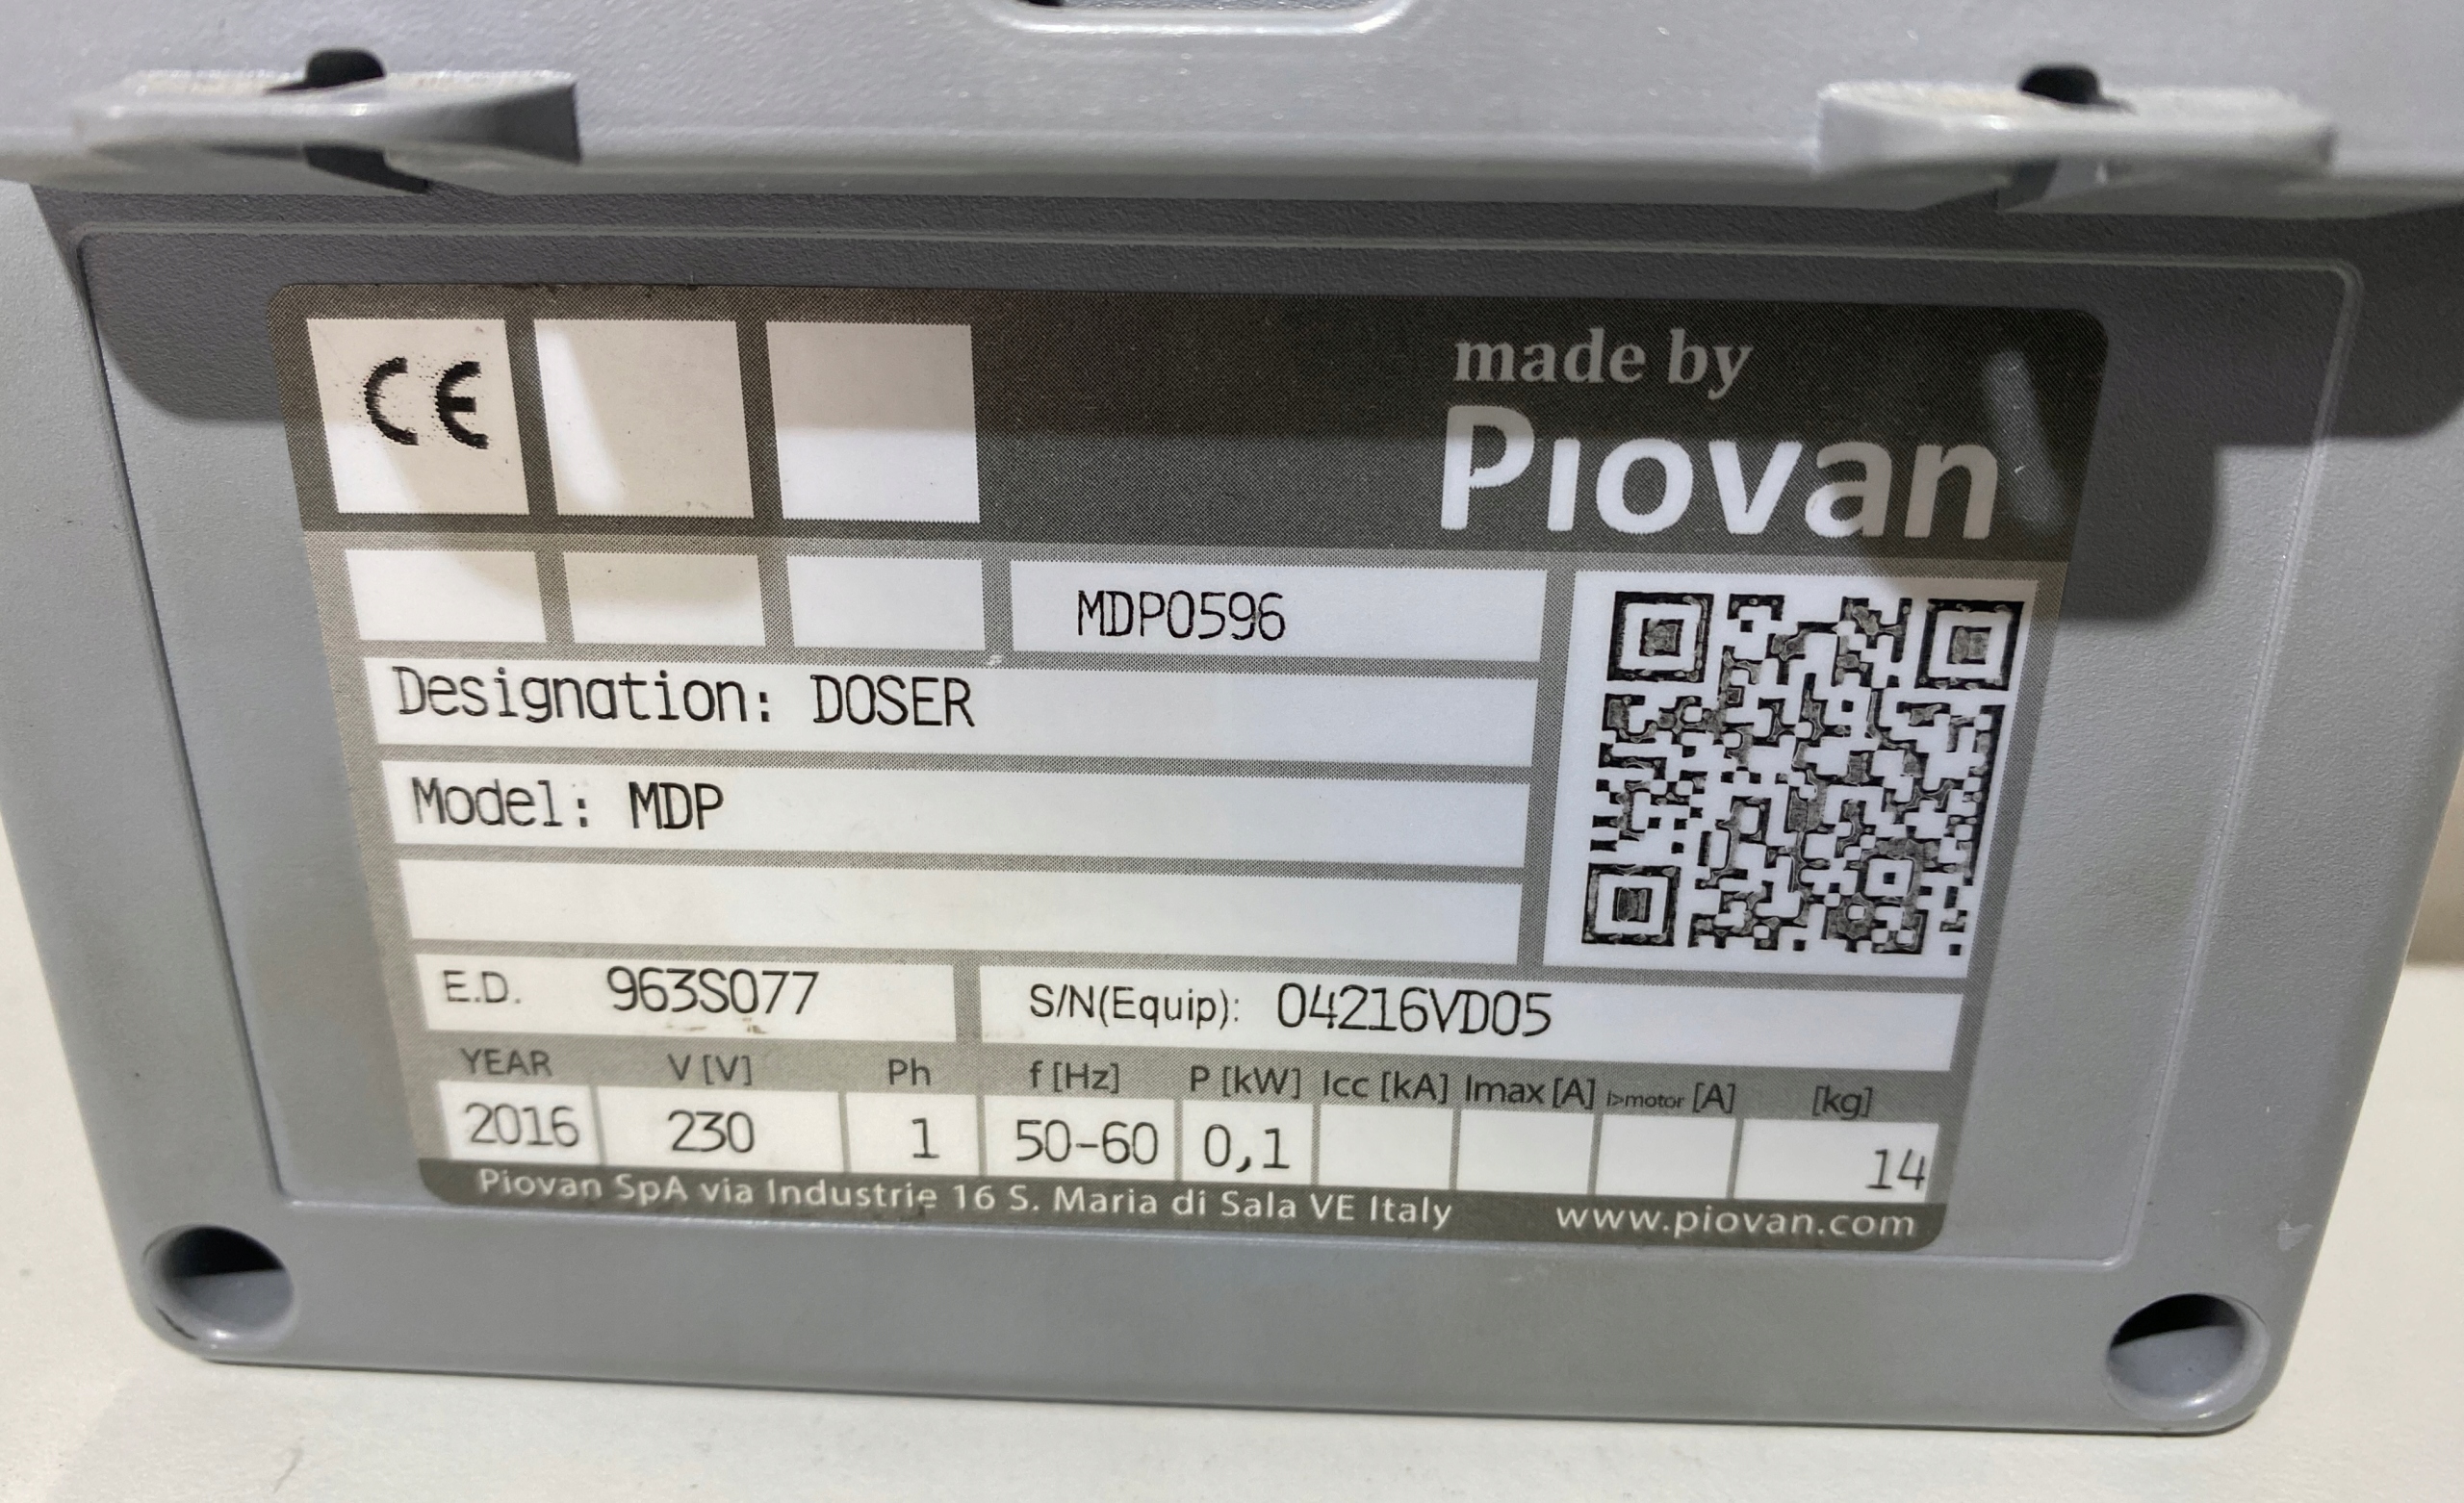 CE
made by
Piovan
MDP0596
Designation: DOSER
Model: MDP
E.D. 963S077 S/N(Equip): 04216VD05
YEAR V [V] Ph f [Hz] P [kW] Icc [kA] Imax [A] I>motor [A] [kg]
2016 230 1 50-60 0,1 14
Piovan SpA via Industrie 16 S. Maria di Sala VE Italy www.piovan.com